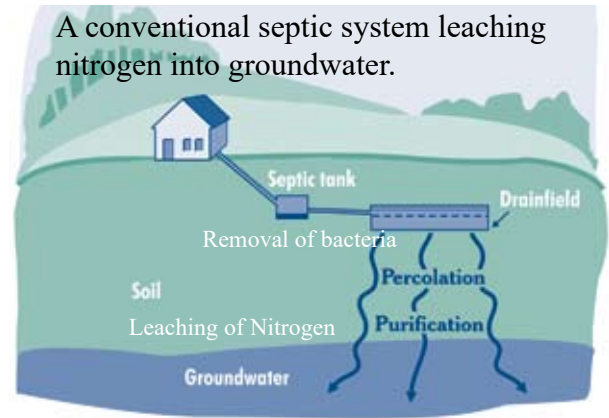 A conventional septic system leaching
nitrogen into groundwater.
Septic tank
Drainfield
Removal of bacteria
Percolation
Soil
Purification
Leaching of Nitrogen
Groundwater